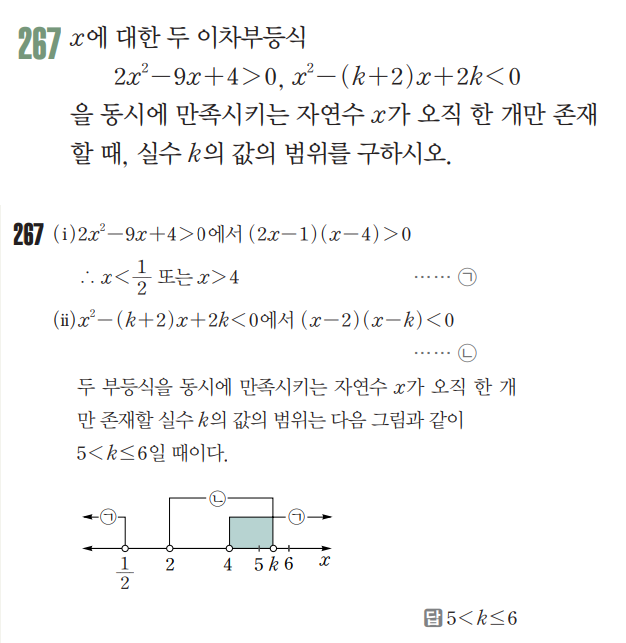 267 x에 대한 두 이차부등식
2x²-9x+4>0, x²-(k+2)x+2k<0
을 동시에 만족시키는 자연수 x가 오직 한 개만 존재
할 때, 실수 k의 값의 범위를 구하시오.
267 (ⅰ)2x²-9x+4>0에서 (2x-1)(x-4)>0
∴ x<1/2 또는 x>4 …… ㉠
(ⅱ)x²-(k+2)x+2k<0에서 (x-2)(x-k)<0
…… ㉡
두 부등식을 동시에 만족시키는 자연수 x가 오직 한 개
만 존재할 실수 k의 값의 범위는 다음 그림과 같이
5<k≤6일 때이다.
㉡
㉠ ㉠
1/2 2 4 5 k 6 x
답 5<k≤6